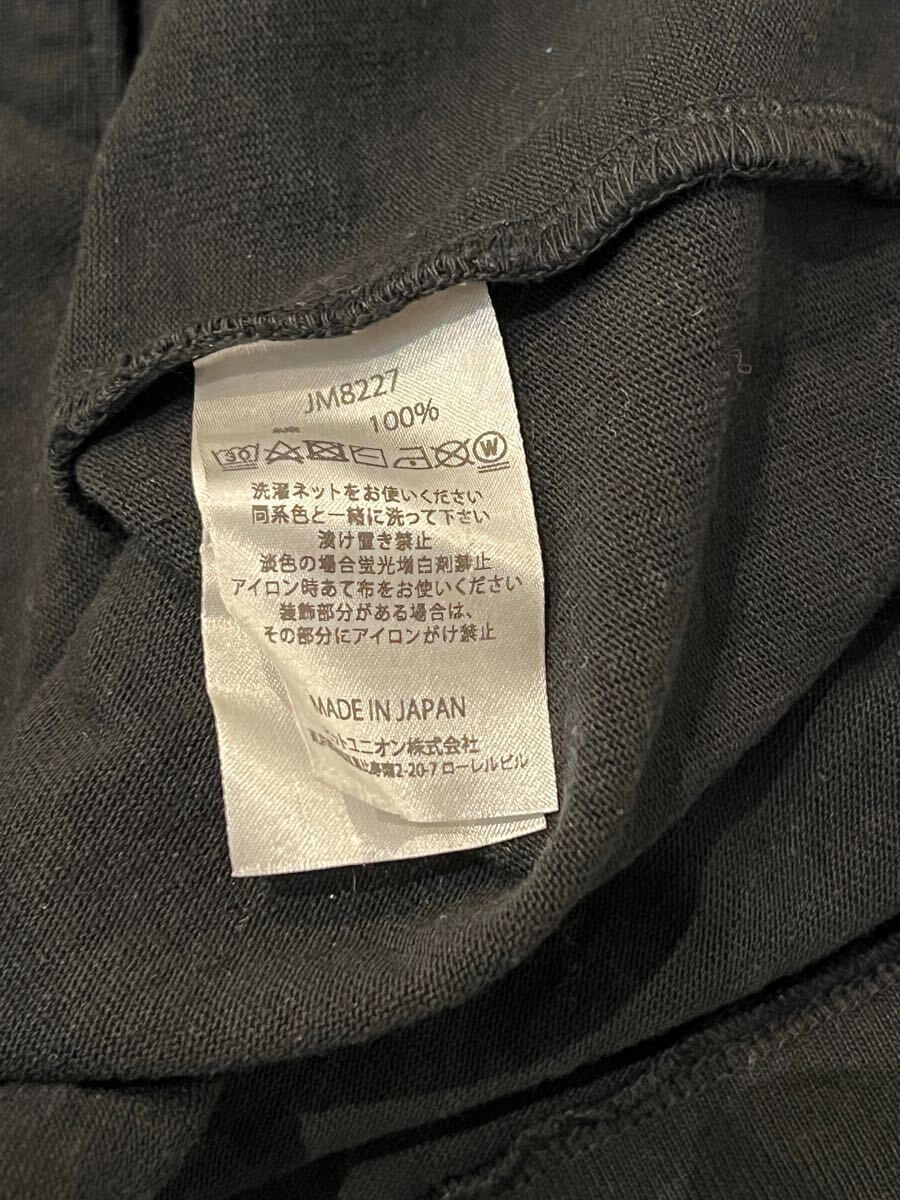 JM8227
100%
30
W
洗濯ネットをお使いください
同系色と一緒に洗って下さい
漬け置き禁止
淡色の場合蛍光増白剤禁止
アイロン時あて布をお使いください
装飾部分がある場合は、
その部分にアイロンがけ禁止
MADE IN JAPAN
トユニオン株式会社
2-20-7 ローレルビル